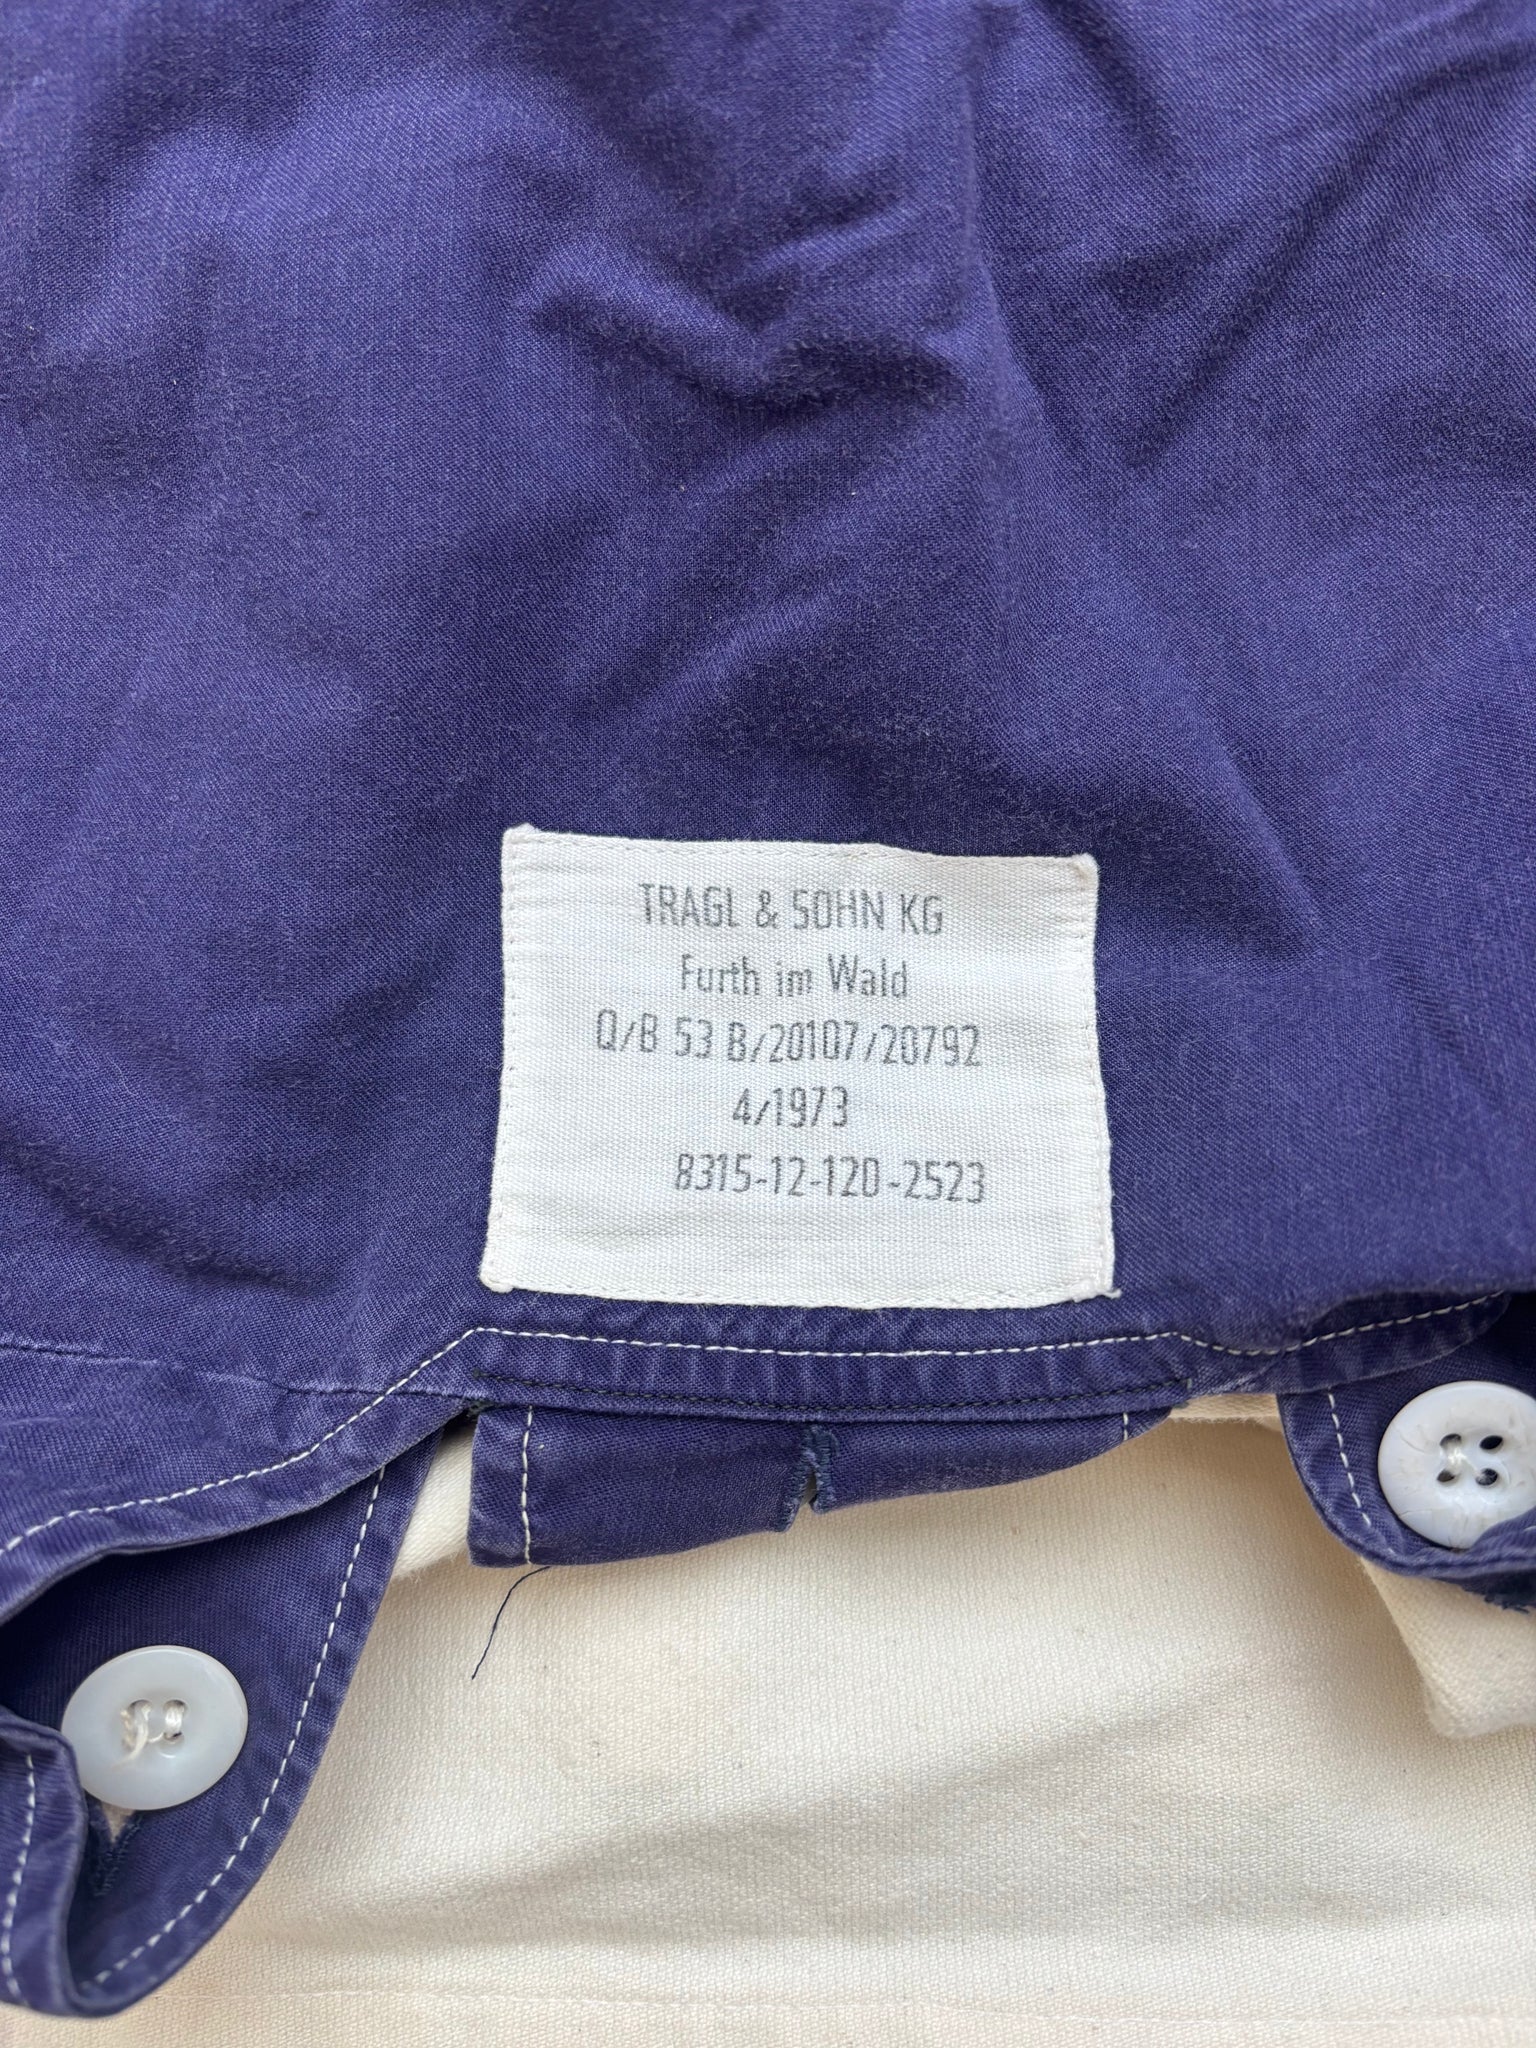 TRAGL & SOHN KG
Furth im Wald
Q/B 53 B/20107/20792
4/1973
8315-12-120-2523